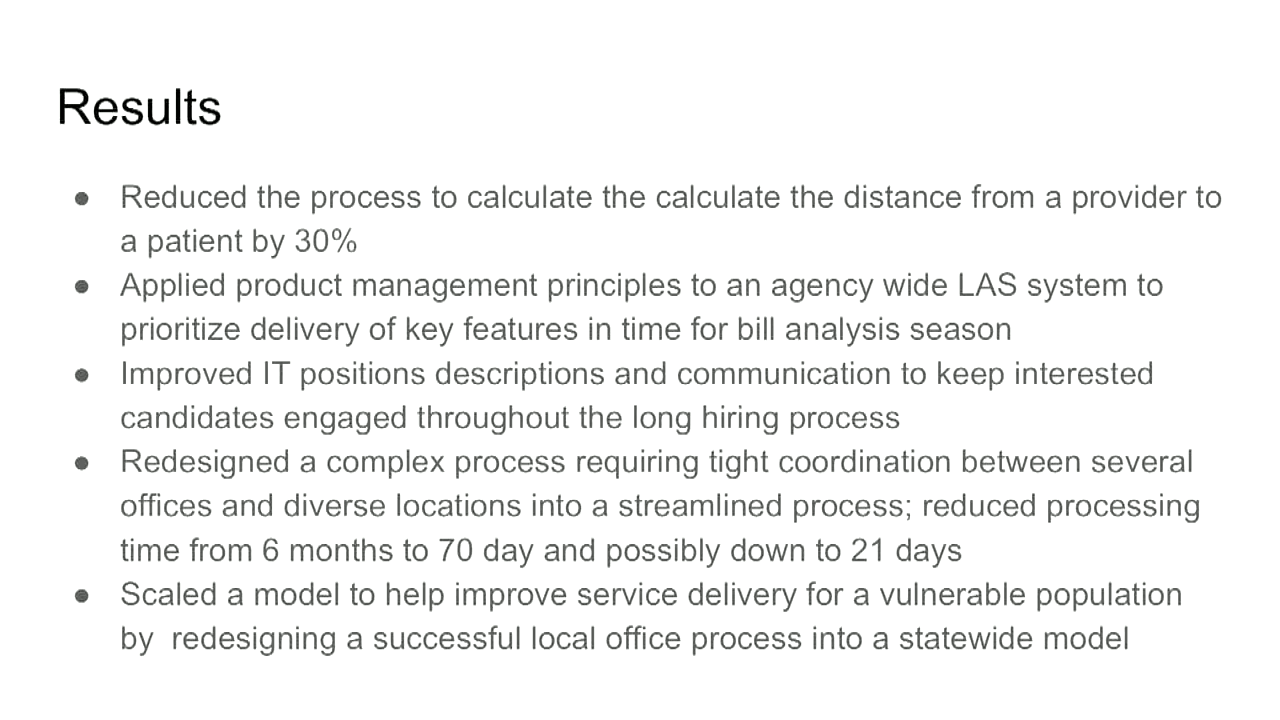 Results
● Reduced the process to calculate the calculate the distance from a provider to
a patient by 30%
● Applied product management principles to an agency wide LAS system to
prioritize delivery of key features in time for bill analysis season
● Improved IT positions descriptions and communication to keep interested
candidates engaged throughout the long hiring process
● Redesigned a complex process requiring tight coordination between several
offices and diverse locations into a streamlined process; reduced processing
time from 6 months to 70 day and possibly down to 21 days
● Scaled a model to help improve service delivery for a vulnerable population
by  redesigning a successful local office process into a statewide model